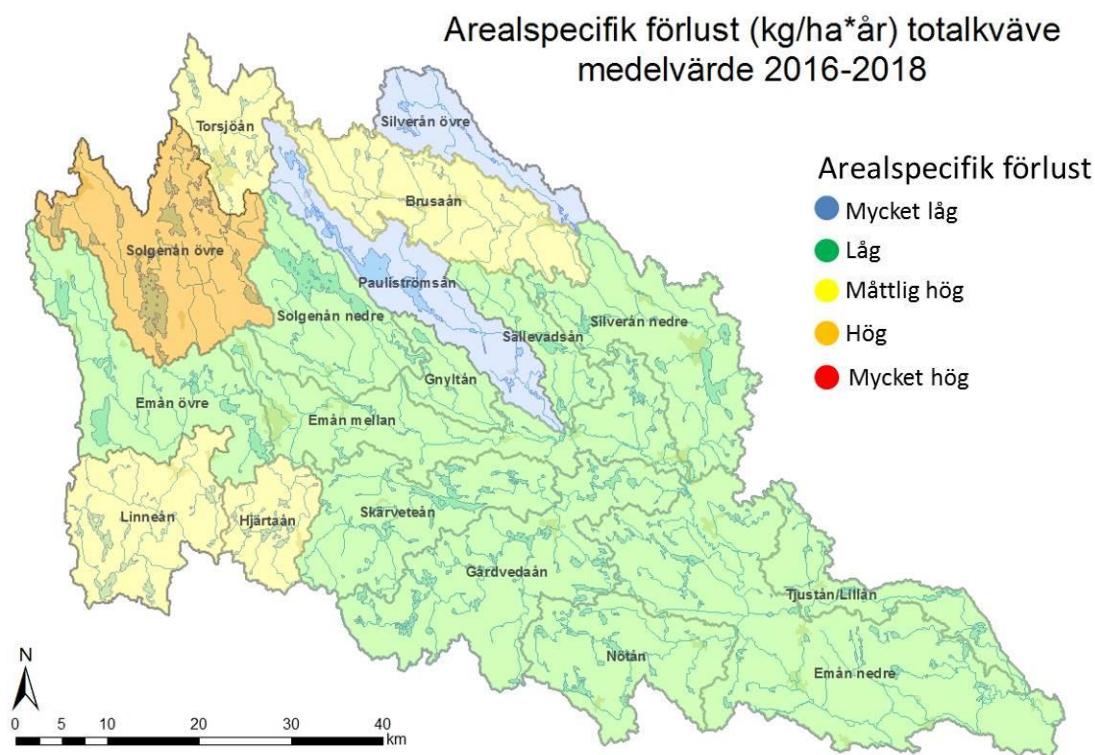 Arealspecifik förlust (kg/ha*år) totalkväve
medelvärde 2016-2018
Silverån övre
Torsjöån
Arealspecifik förlust
Mycket låg
Låg
Måttlig hög
Hög
Mycket hög
Brusaån
Solgenån övre
Pauliströmsån
Solgenån nedre
Sällevadsån
Silverån nedre
Gnyltån
Emån övre
Emån mellan
Linneån
Hjärtaån
Skärveteån
Gårdvedaån
Tjustån/Lillån
Nötån
Emån nedre
N
0 5 10 20 30 40
km